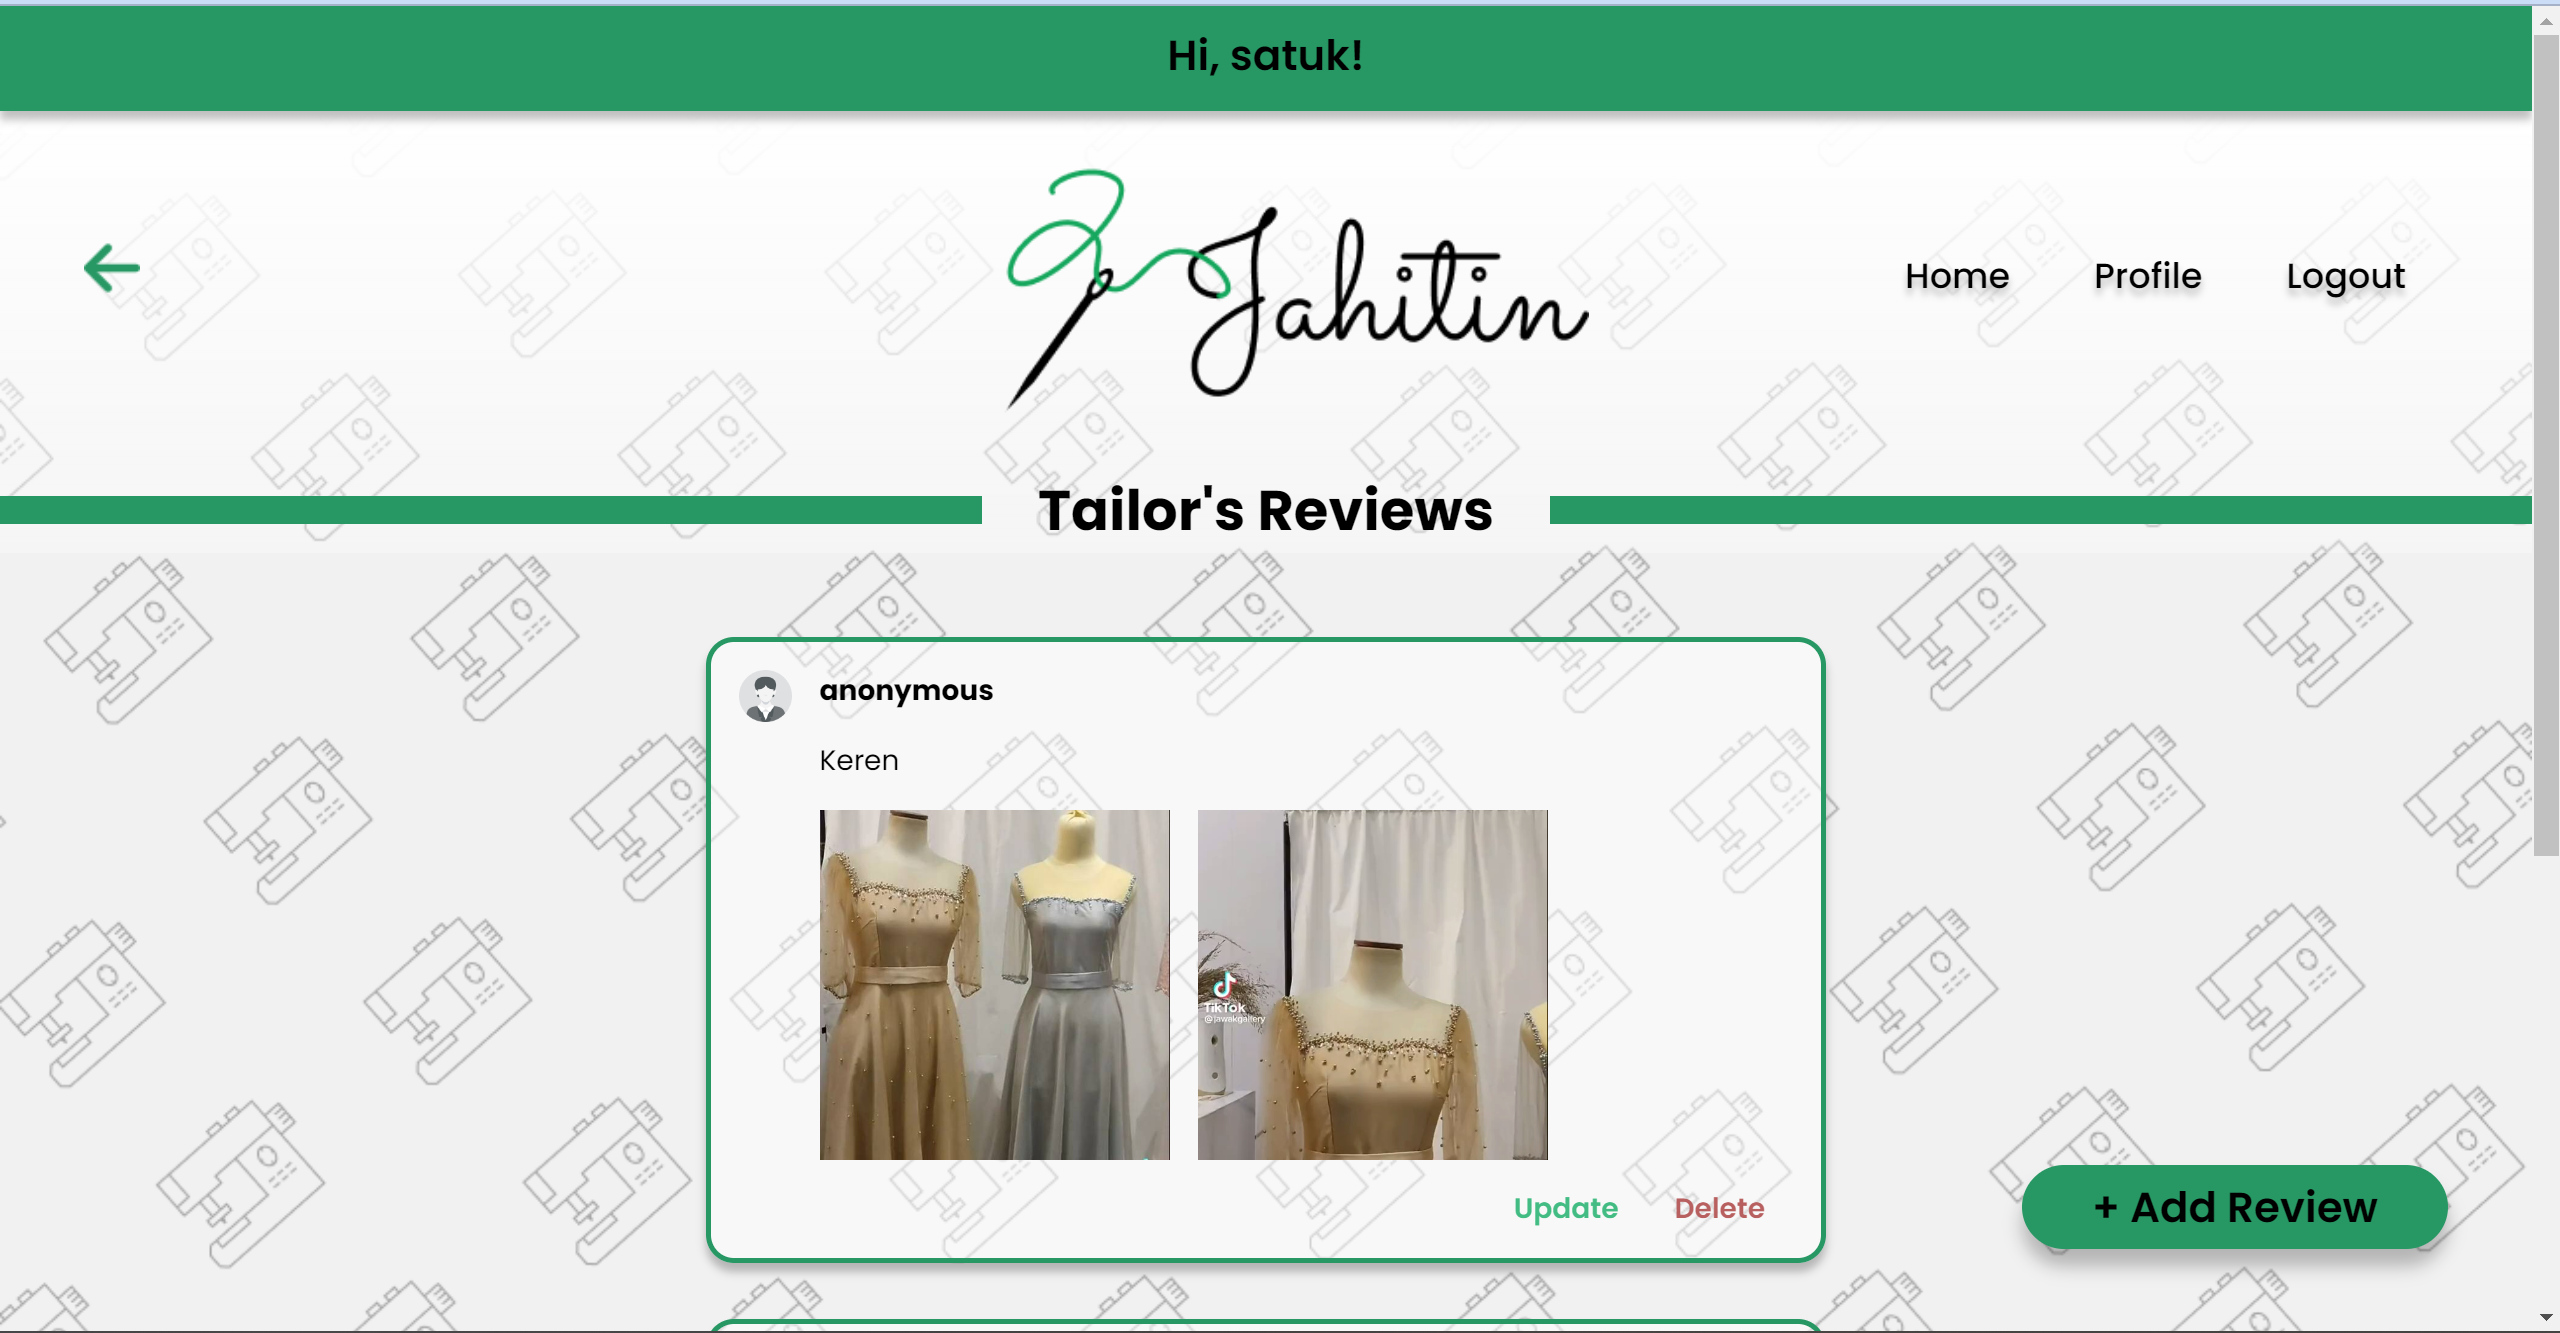 Hi, satuk!
Jahitin
Home
Profile
Logout
Tailor's Reviews
anonymous
Keren
TikTok
@jawakgallery
Update
Delete
+ Add Review